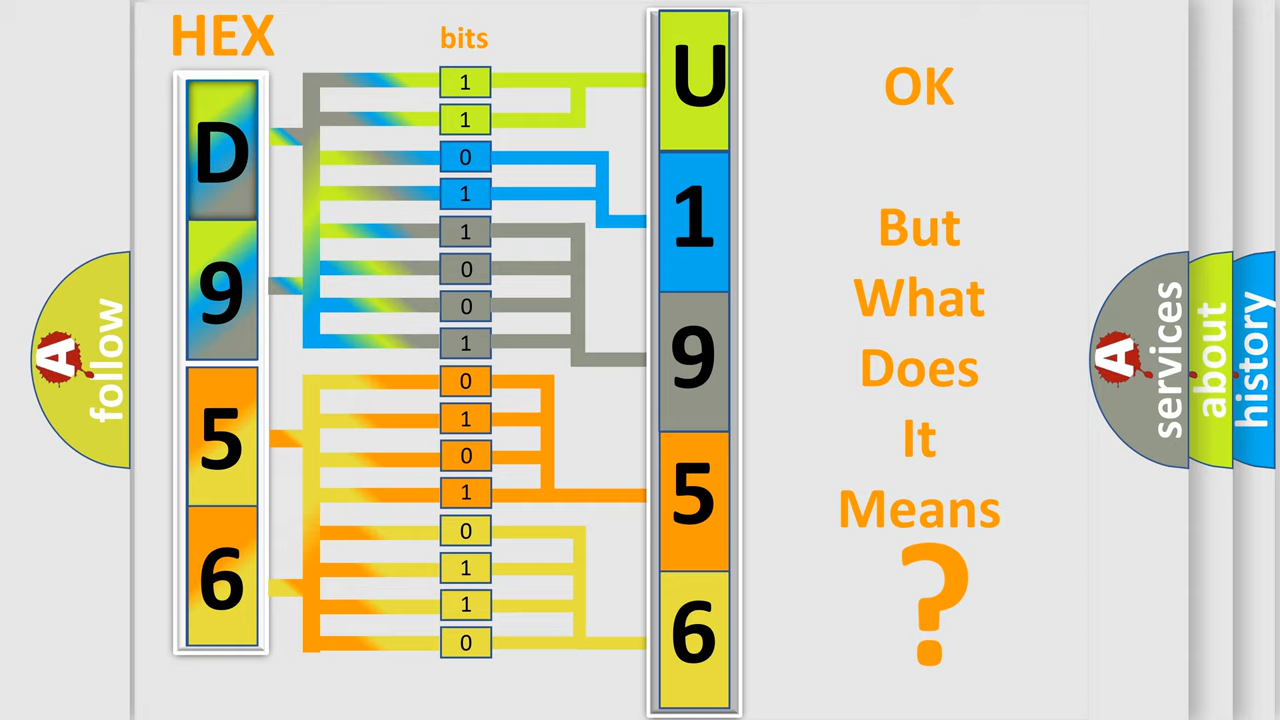 HEX
bits
D
9
5
6
1
1
0
1
1
0
0
1
0
1
0
1
0
1
1
0
U
1
9
5
6
OK
But
What
Does
It
Means
?
A
follow
A
services
about
history